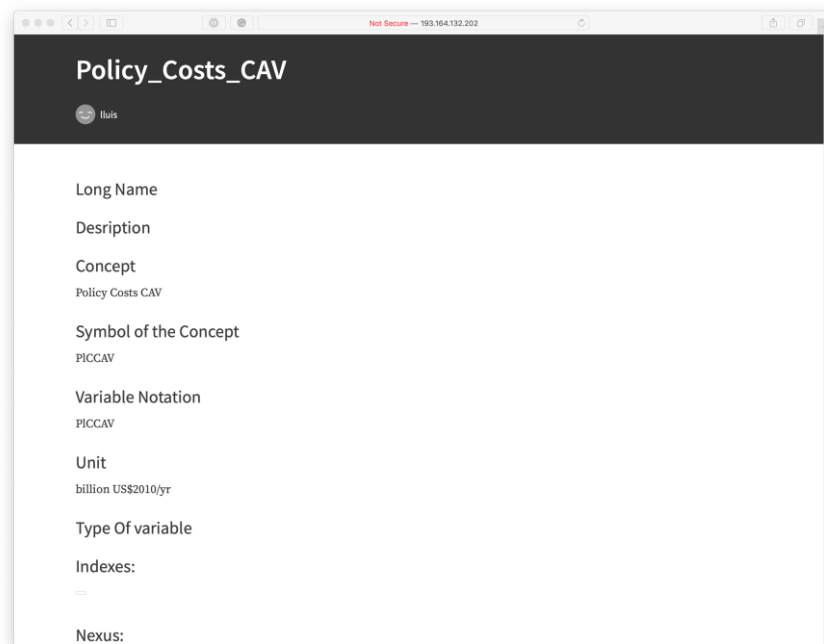 Not Secure — 193.164.132.202
Policy_Costs_CAV
lluis
Long Name
Desription
Concept
Policy Costs CAV
Symbol of the Concept
PlCCAV
Variable Notation
PlCCAV
Unit
billion US$2010/yr
Type Of variable
Indexes:
Nexus: